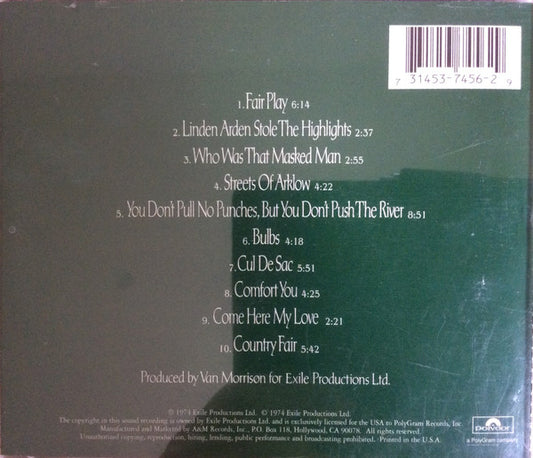 7 31453-7456-2 9
1. Fair Play 6:14
2. Linden Arden Stole The Highlights 2:37
3. Who Was That Masked Man 2:55
4. Streets Of Arklow 4:22
5. You Don't Pull No Punches, But You Don't Push The River 8:51
6. Bulbs 4:18
7. Cul De Sac 5:51
8. Comfort You 4:25
9. Come Here My Love 2:21
10. Country Fair 5:42
Produced by Van Morrison for Exile Productions Ltd.
℗ 1974 Exile Productions Ltd. © 1974 Exile Productions Ltd.
The copyright in this sound recording is owned by Exile Productions Ltd. and is exclusively licensed for the USA to PolyGram Records, Inc.
Manufactured and Marketed by A&M Records, Inc., P.O. Box 118, Hollywood, CA 90078. All rights reserved.
Unauthorized copying, reproduction, hiring, lending, public performance and broadcasting prohibited. Printed in the U.S.A.
polydor
a PolyGram company